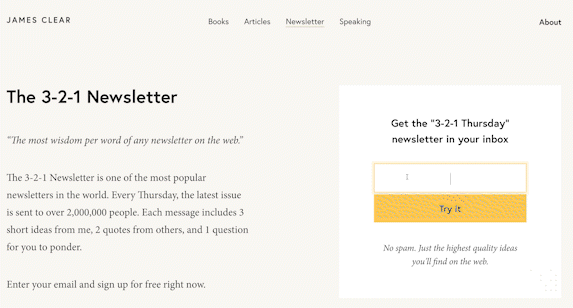 JAMES CLEAR
Books Articles Newsletter Speaking About
The 3-2-1 Newsletter
“The most wisdom per word of any newsletter on the web.”
The 3-2-1 Newsletter is one of the most popular
newsletters in the world. Every Thursday, the latest issue
is sent to over 2,000,000 people. Each message includes 3
short ideas from me, 2 quotes from others, and 1 question
for you to ponder.
Enter your email and sign up for free right now.
Get the "3-2-1 Thursday"
newsletter in your inbox
Try it
No spam. Just the highest quality ideas
you'll find on the web.